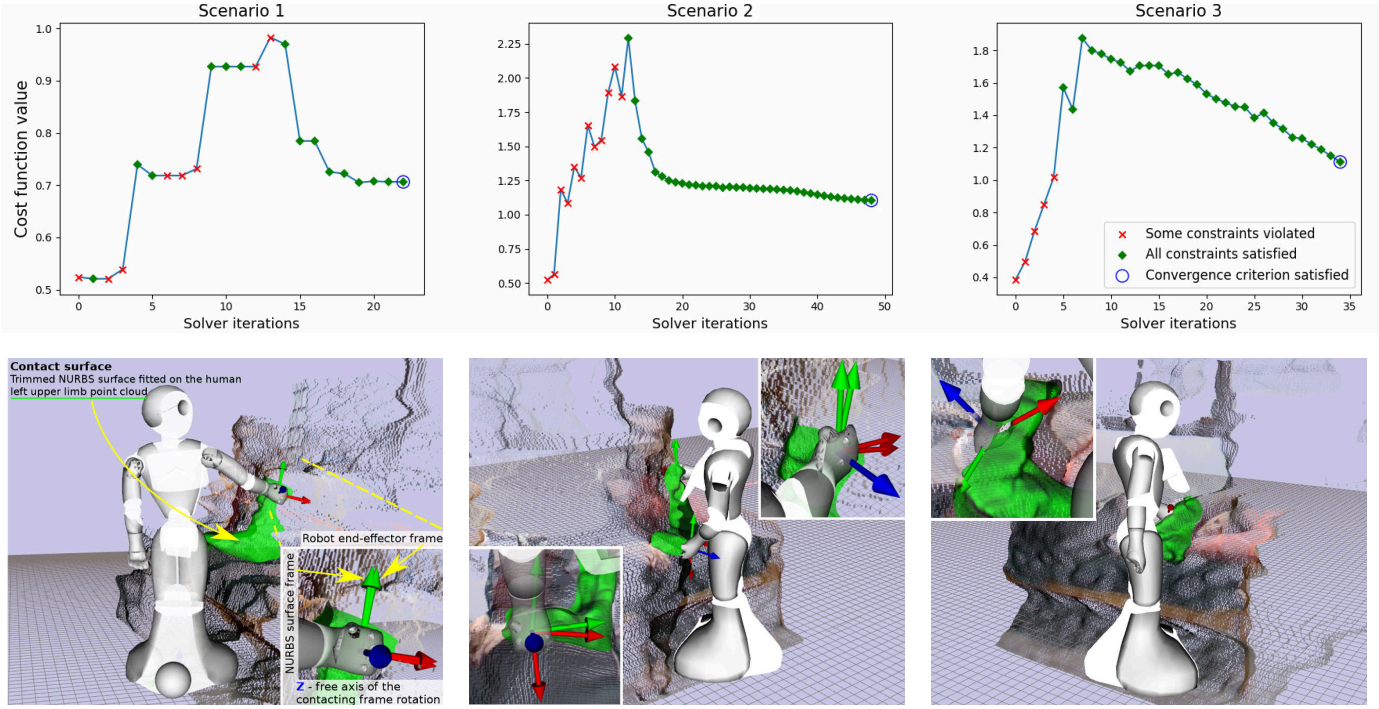 Scenario 1
Scenario 2
Scenario 3
Cost function value
1.0
0.9
0.8
0.7
0.6
0.5
0
5
10
15
20
Solver iterations
2.25
2.00
1.75
1.50
1.25
1.00
0.75
0.50
0
10
20
30
40
50
Solver iterations
1.8
1.6
1.4
1.2
1.0
0.8
0.6
0.4
0
5
10
15
20
25
30
35
Solver iterations
Some constraints violated
All constraints satisfied
Convergence criterion satisfied
Contact surface
Trimmed NURBS surface fitted on the human
left upper limb point cloud
Robot end-effector frame
NURBS surface frame
Z - free axis of the
contacting frame rotation